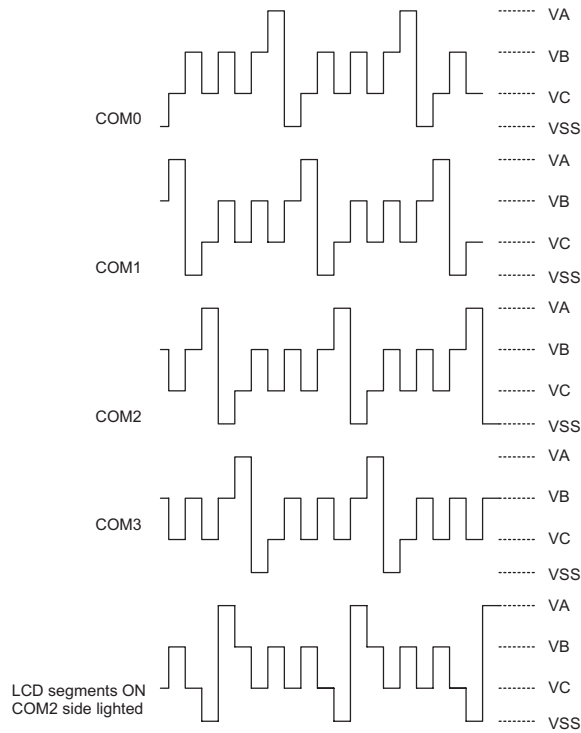 VA
VB
VC
COM0
VSS
VA
VB
VC
COM1
VSS
VA
VB
VC
COM2
VSS
VA
VB
COM3
VC
VSS
VA
VB
LCD segments ON
VC
COM2 side lighted
VSS